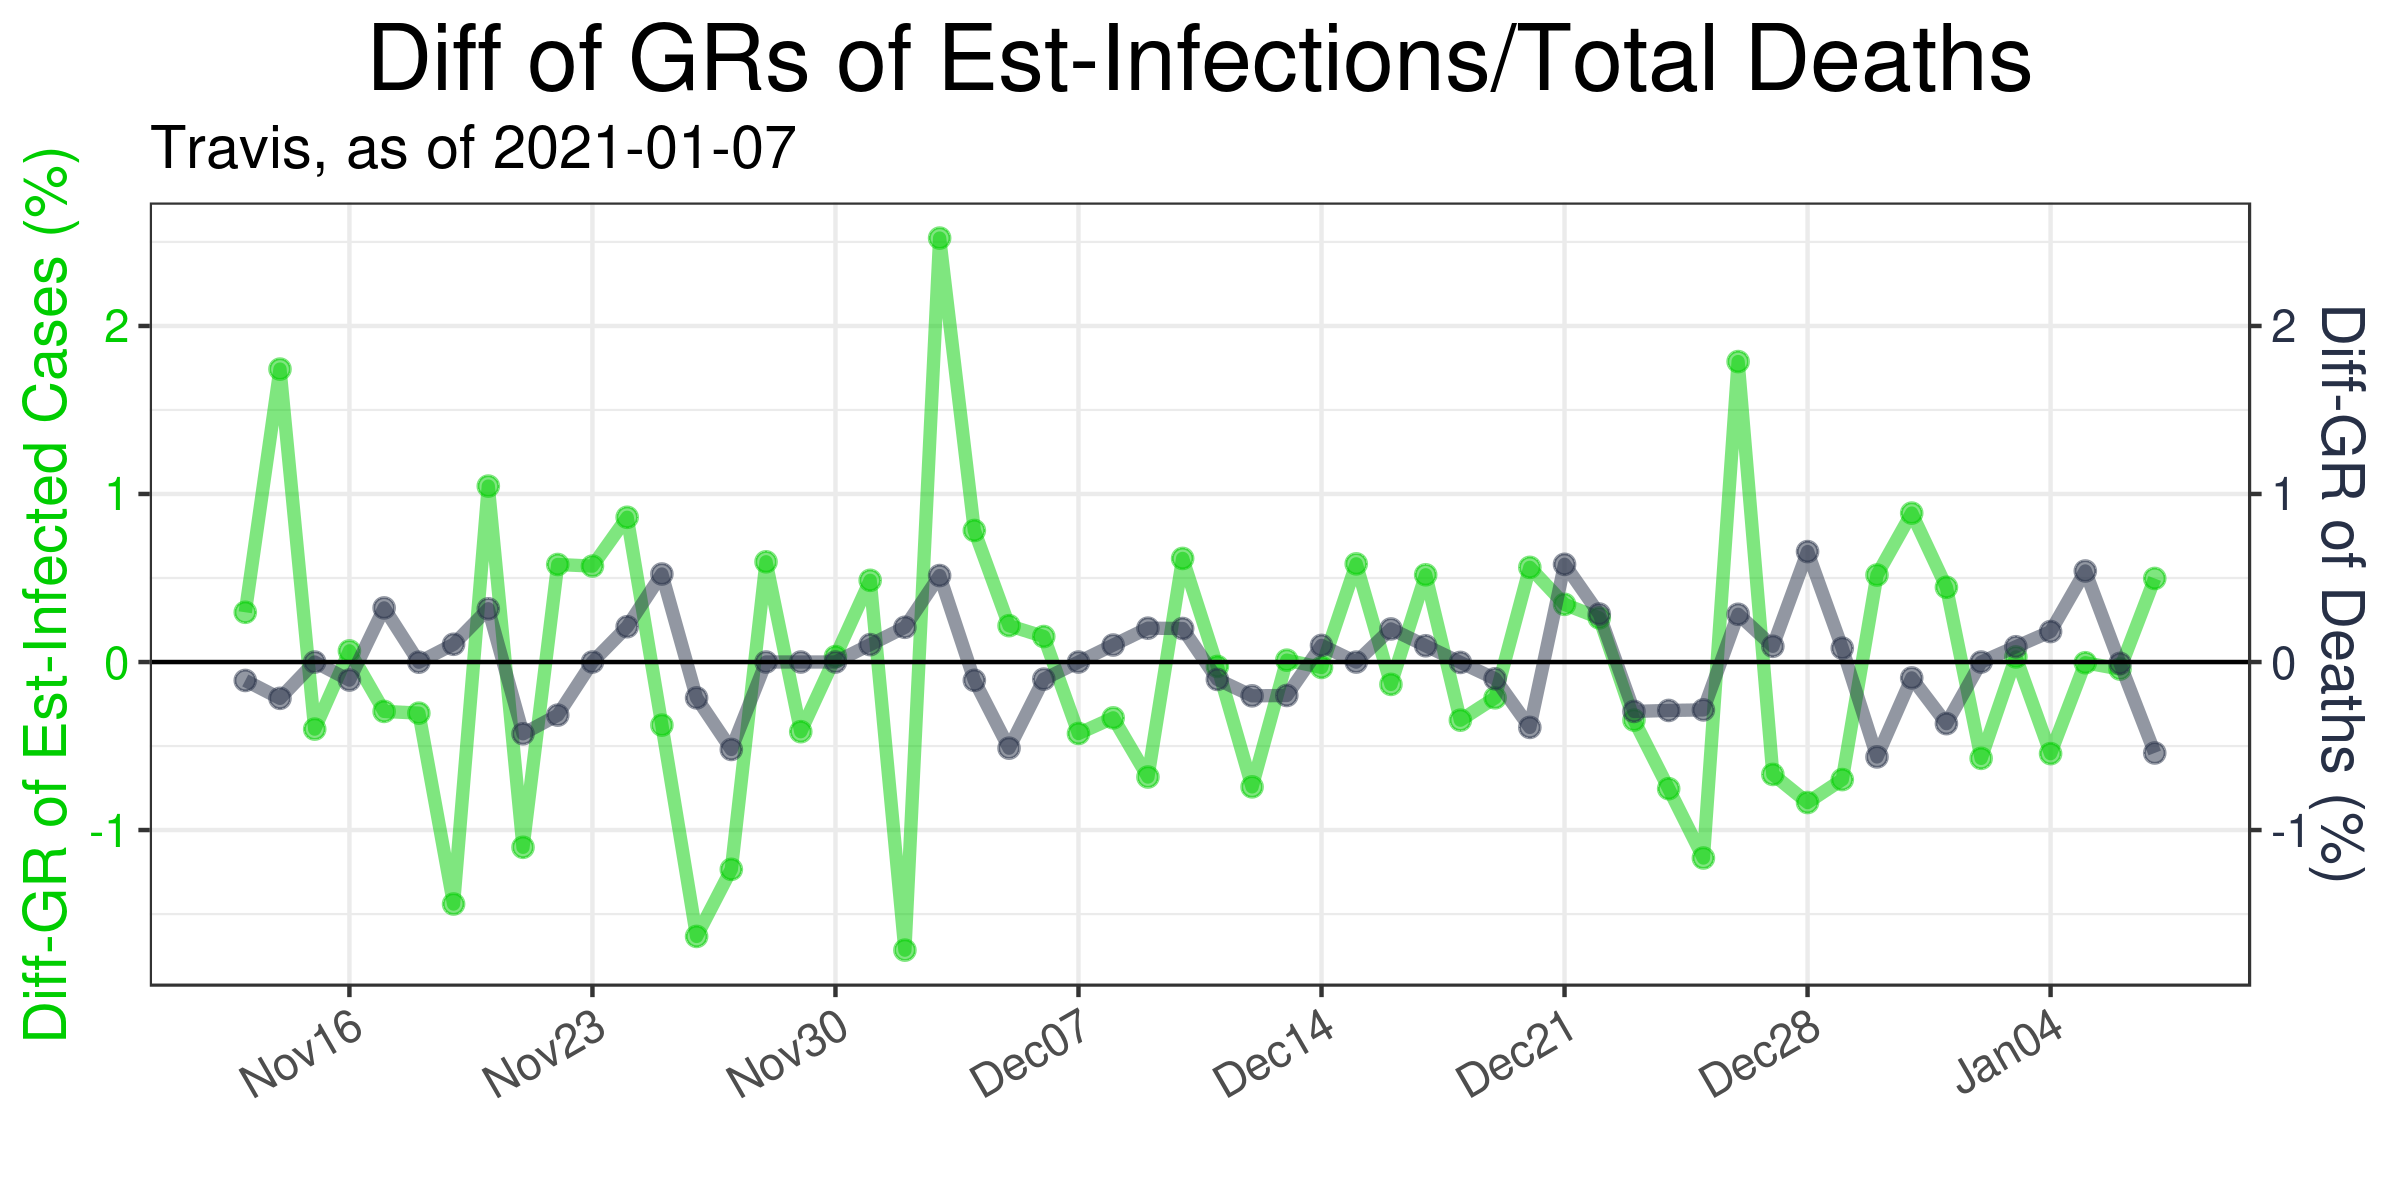 Diff of GRs of Est-Infections/Total Deaths
Travis, as of 2021-01-07
Diff-GR of Est-Infected Cases (%)
2
1
0
-1
2
1
0
-1
Diff-GR of Deaths (%)
Nov16
Nov23
Nov30
Dec07
Dec14
Dec21
Dec28
Jan04